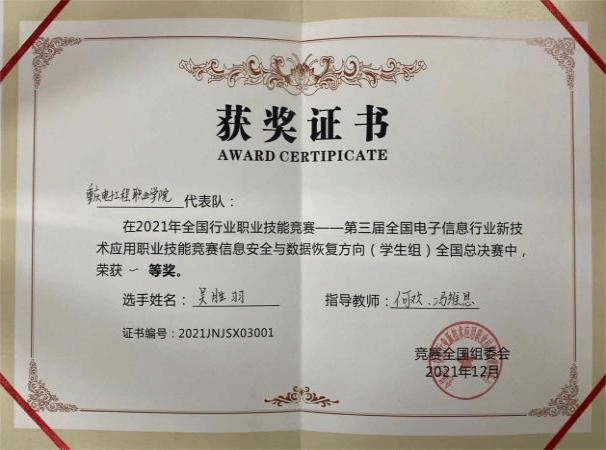 获奖证书
AWARD CERTIPICATE
重庆电子工程职业学院 代表队：
在2021年全国行业职业技能竞赛——第三届全国电子信息行业新技
术应用职业技能竞赛信息安全与数据恢复方向（学生组）全国总决赛中，
荣获 一 等奖。
选手姓名：吴胜羽 指导教师：何欢、冯维思
证书编号：2021JNJSX03001
竞赛全国组委会
2021年12月